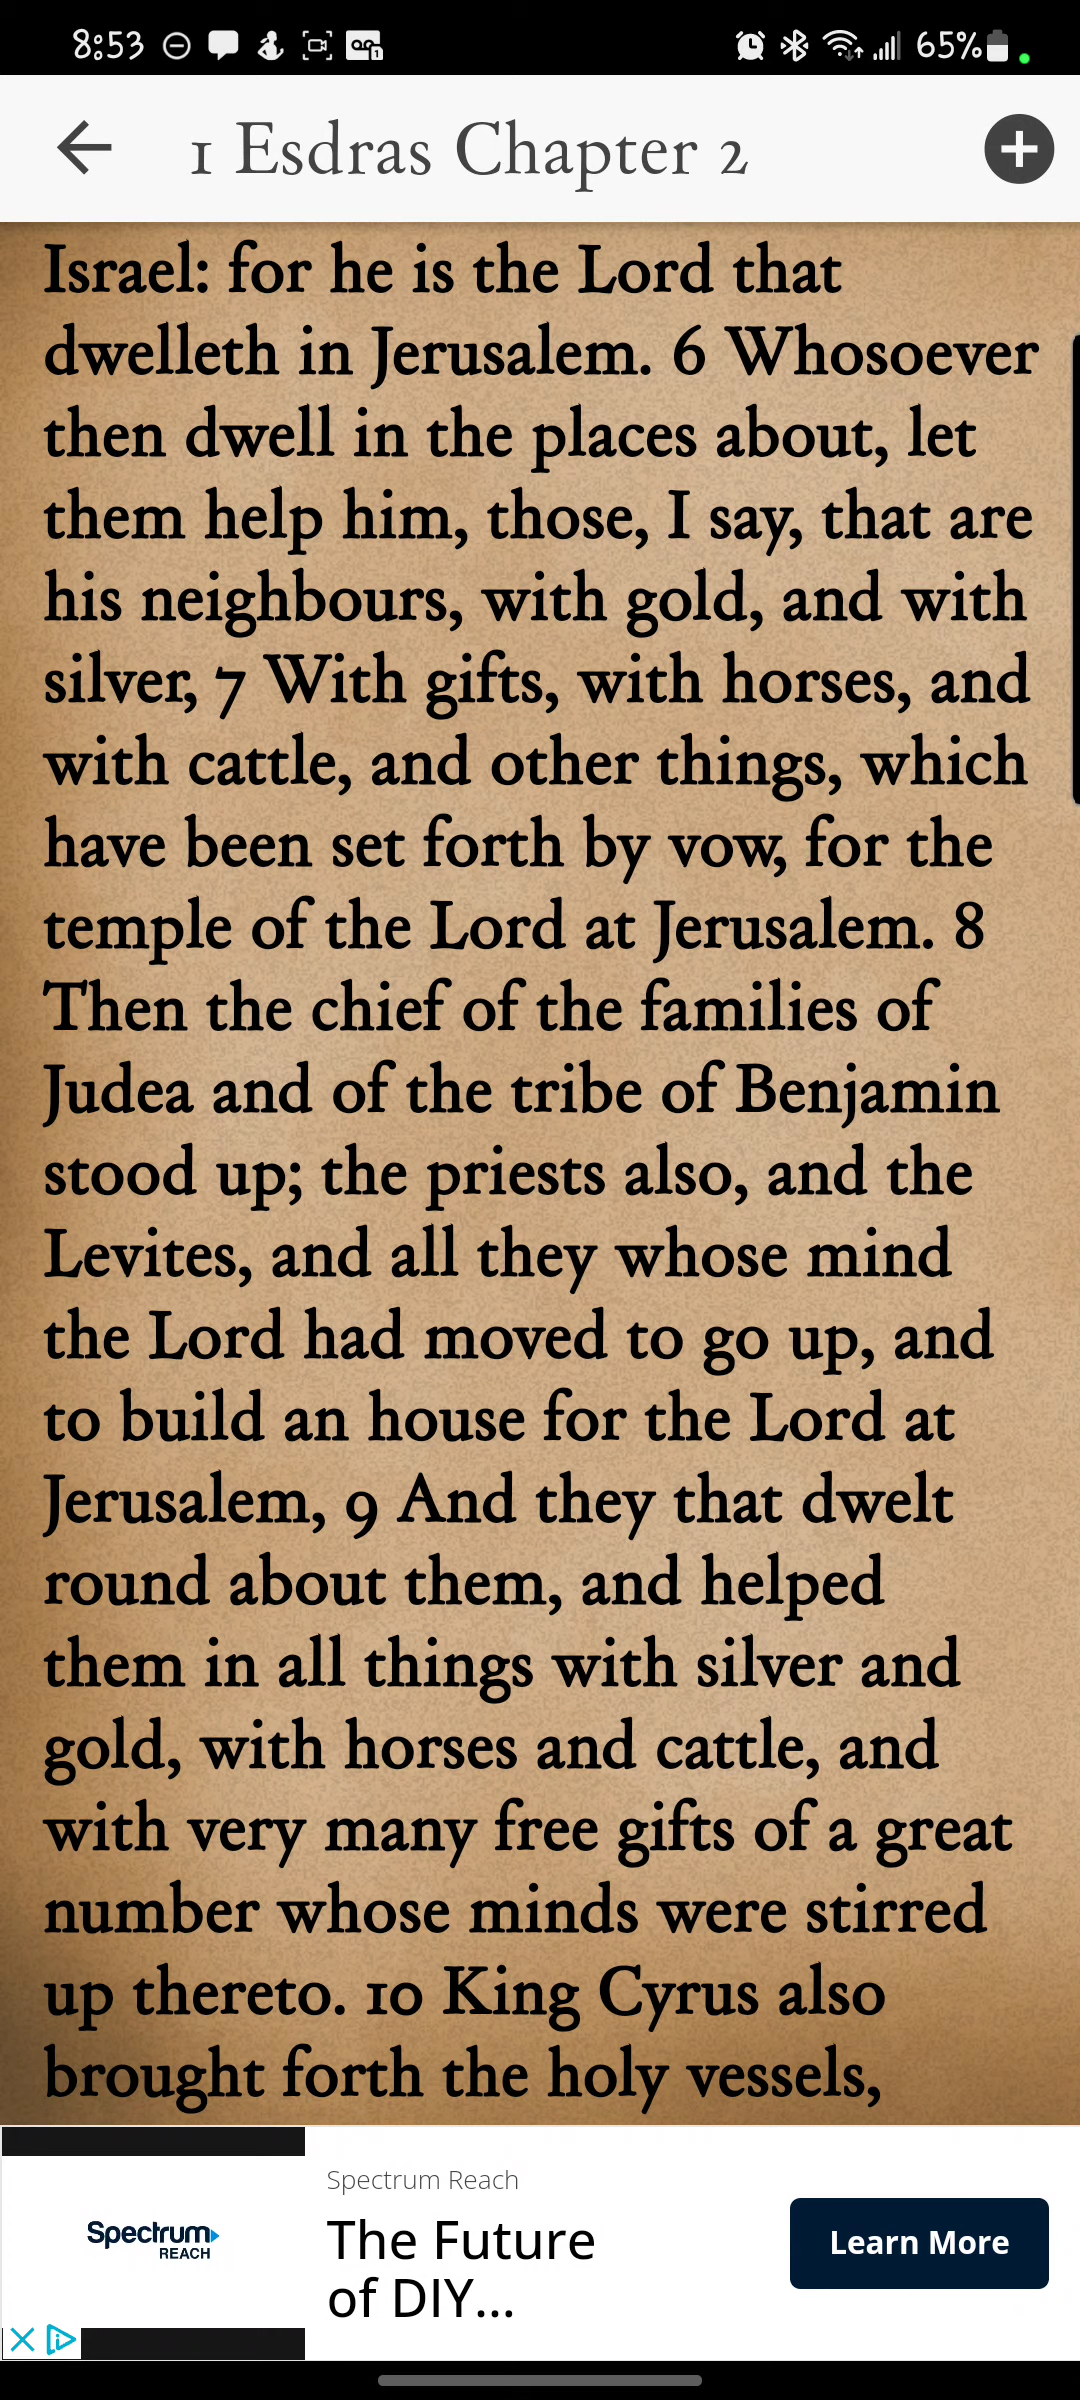 8:53
65%
1 Esdras Chapter 2
Israel: for he is the Lord that
dwelleth in Jerusalem. 6 Whosoever
then dwell in the places about, let
them help him, those, I say, that are
his neighbours, with gold, and with
silver, 7 With gifts, with horses, and
with cattle, and other things, which
have been set forth by vow, for the
temple of the Lord at Jerusalem. 8
Then the chief of the families of
Judea and of the tribe of Benjamin
stood up; the priests also, and the
Levites, and all they whose mind
the Lord had moved to go up, and
to build an house for the Lord at
Jerusalem, 9 And they that dwelt
round about them, and helped
them in all things with silver and
gold, with horses and cattle, and
with very many free gifts of a great
number whose minds were stirred
up thereto. 10 King Cyrus also
brought forth the holy vessels,
Spectrum
REACH
Spectrum Reach
The Future
of DIY...
Learn More